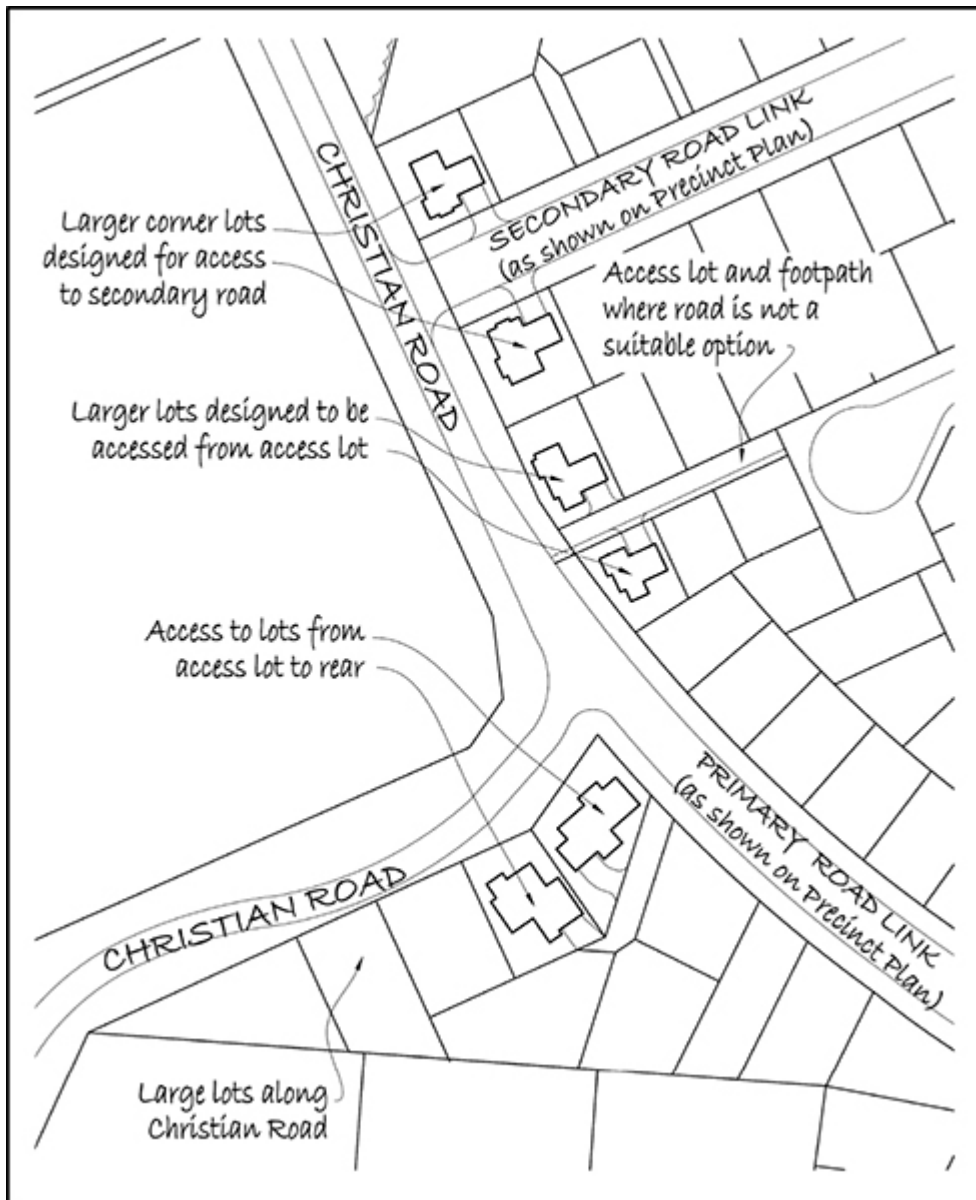 CHRISTIAN ROAD
SECONDARY ROAD LINK
(as shown on Precinct Plan)
Larger corner lots
designed for access
to secondary road
Access lot and footpath
where road is not a
suitable option
Larger lots designed to be
accessed from access lot
Access to lots from
access lot to rear
PRIMARY ROAD LINK
(as shown on Precinct Plan)
CHRISTIAN ROAD
Large lots along
Christian Road